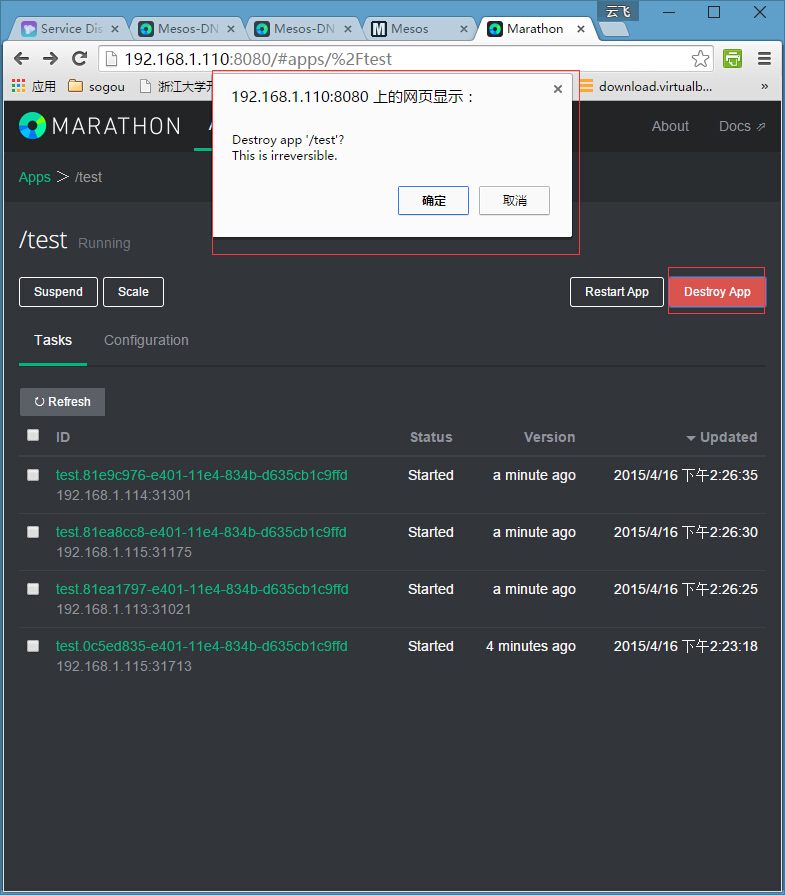 云飞
Service Dis
Mesos-DN
Mesos-DN
Mesos
Marathon
192.168.1.110:8080/#apps/%2Ftest
应用
sogou
浙江大学开
download.virtualb...
»
192.168.1.110:8080 上的网页显示：
Destroy app '/test'?
This is irreversible.
确定
取消
MARATHON
About
Docs
Apps > /test
/test Running
Suspend
Scale
Restart App
Destroy App
Tasks
Configuration
Refresh
ID Status Version Updated
test.81e9c976-e401-11e4-834b-d635cb1c9ffd Started a minute ago 2015/4/16 下午2:26:35
192.168.1.114:31301
test.81ea8cc8-e401-11e4-834b-d635cb1c9ffd Started a minute ago 2015/4/16 下午2:26:30
192.168.1.115:31175
test.81ea1797-e401-11e4-834b-d635cb1c9ffd Started a minute ago 2015/4/16 下午2:26:25
192.168.1.113:31021
test.0c5ed835-e401-11e4-834b-d635cb1c9ffd Started 4 minutes ago 2015/4/16 下午2:23:18
192.168.1.115:31713